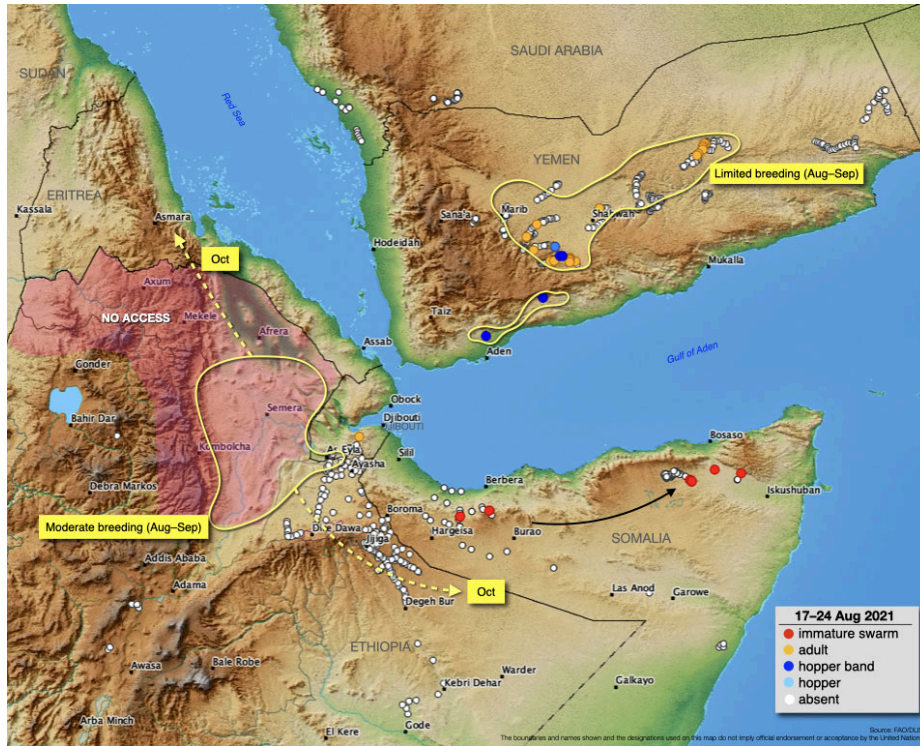 SAUDI ARABIA
SUDAN
Red Sea
YEMEN
Limited breeding (Aug–Sep)
ERITREA
Kassala
Asmara
Sana'a
Marib
Shabwah
Oct
Hodeidah
Mukalla
Axum
NO ACCESS
Mekele
Afrera
Taiz
Assab
Aden
Gulf of Aden
Gonder
Bahir Dar
Semera
Obock
Djibouti
DJIBOUTI
Kombolcha
As Eyla
Ayasha
Silil
Bosaso
Debra Markos
Berbera
Iskushuban
Boroma
Moderate breeding (Aug–Sep)
Dire Dawa
Hargeisa
Burao
Jijiga
SOMALIA
Addis Ababa
Adama
Oct
Las Anod
Garowe
Degeh Bur
17–24 Aug 2021
immature swarm
adult
hopper band
hopper
absent
ETHIOPIA
Awasa
Bale Robe
Warder
Kebri Dehar
Galkayo
Arba Minch
Gode
El Kere
Source: FAO/DLI
The boundaries and names shown and the designations used on this map do not imply official endorsement or acceptance by the United Nation